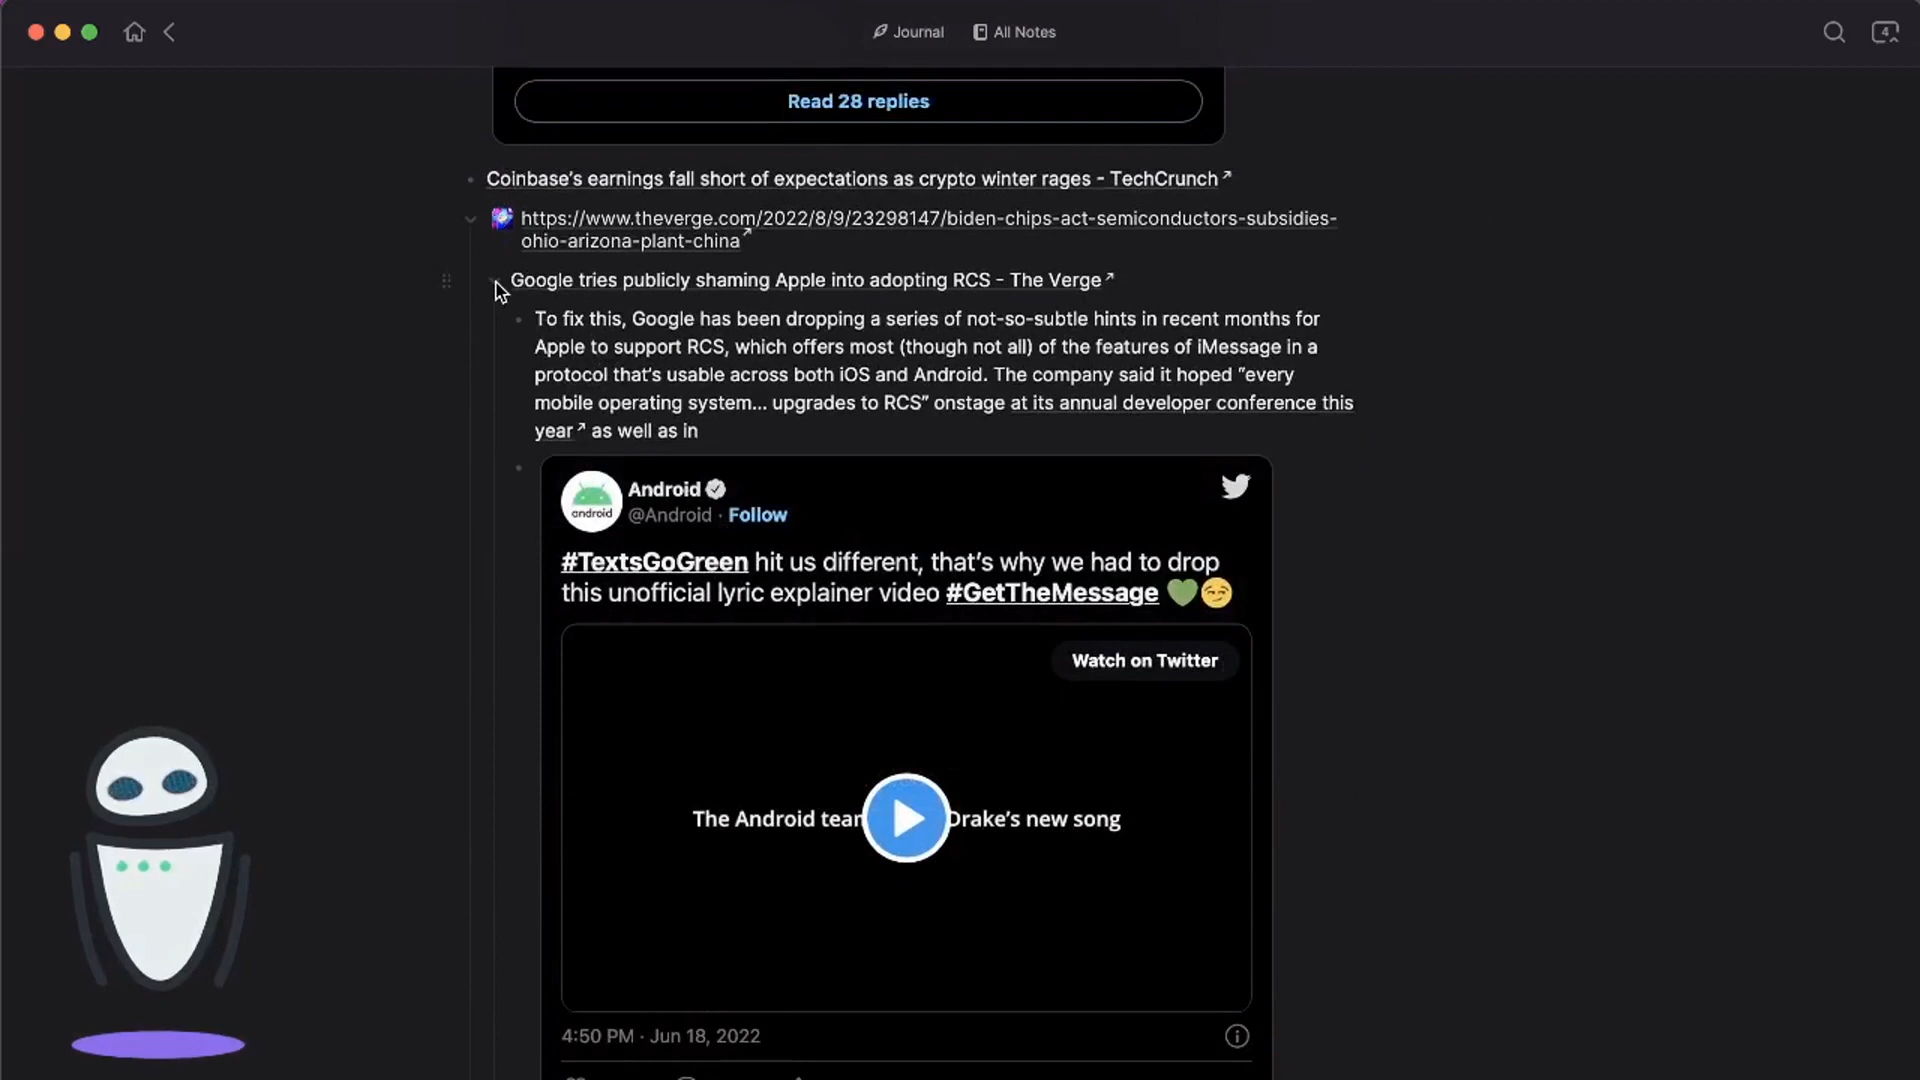 Journal
All Notes
4
Read 28 replies
Coinbase's earnings fall short of expectations as crypto winter rages - TechCrunch
https://www.theverge.com/2022/8/9/23298147/biden-chips-act-semiconductors-subsidies-
ohio-arizona-plant-china
Google tries publicly shaming Apple into adopting RCS - The Verge
To fix this, Google has been dropping a series of not-so-subtle hints in recent months for
Apple to support RCS, which offers most (though not all) of the features of iMessage in a
protocol that's usable across both iOS and Android. The company said it hoped "every
mobile operating system... upgrades to RCS" onstage at its annual developer conference this
year as well as in
Android
android
@Android · Follow
#TextsGoGreen hit us different, that's why we had to drop
this unofficial lyric explainer video #GetTheMessage 💚😏
Watch on Twitter
The Android Drake's new song
4:50 PM · Jun 18, 2022